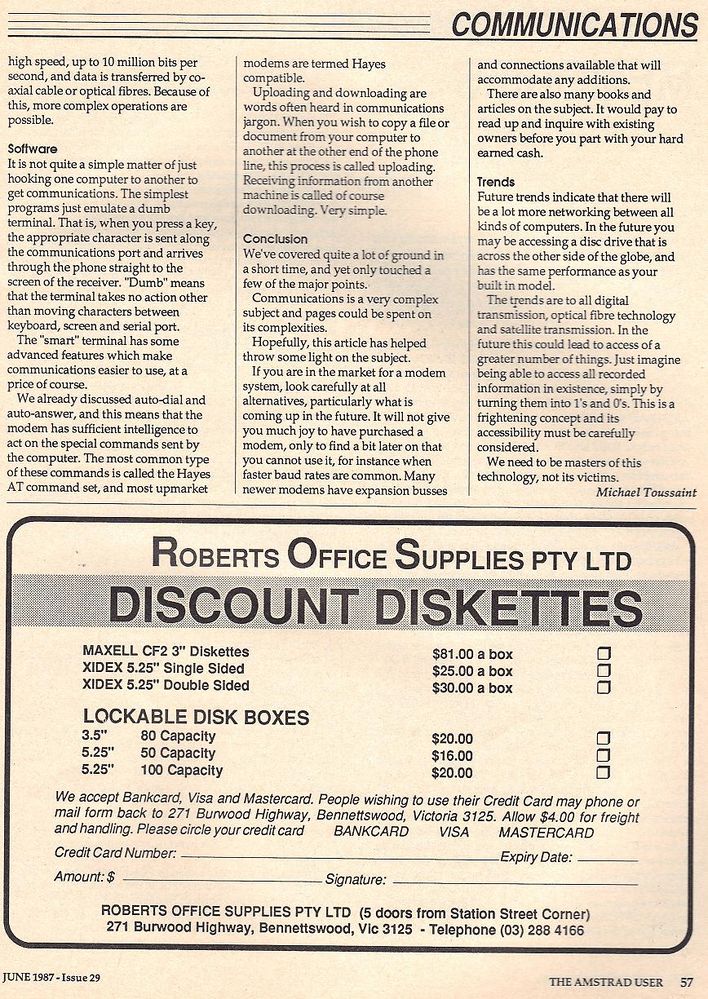 COMMUNICATIONS
high speed, up to 10 million bits per
second, and data is transferred by co-
axial cable or optical fibres. Because of
this, more complex operations are
possible.
Software
It is not quite a simple matter of just
hooking one computer to another to
get communications. The simplest
programs just emulate a dumb
terminal. That is, when you press a key,
the appropriate character is sent along
the communications port and arrives
through the phone straight to the
screen of the receiver. "Dumb" means
that the terminal takes no action other
than moving characters between
keyboard, screen and serial port.
The "smart" terminal has some
advanced features which make
communications easier to use, at a
price of course.
We already discussed auto-dial and
auto-answer, and this means that the
modem has sufficient intelligence to
act on the special commands sent by
the computer. The most common type
of these commands is called the Hayes
AT command set, and most upmarket
modems are termed Hayes
compatible.
Uploading and downloading are
words often heard in communications
jargon. When you wish to copy a file or
document from your computer to
another at the other end of the phone
line, this process is called uploading.
Receiving information from another
machine is called of course
downloading. Very simple.
Conclusion
We've covered quite a lot of ground in
a short time, and yet only touched a
few of the major points.
Communications is a very complex
subject and pages could be spent on
its complexities.
Hopefully, this article has helped
throw some light on the subject.
If you are in the market for a modem
system, look carefully at all
alternatives, particularly what is
coming up in the future. It will not give
you much joy to have purchased a
modem, only to find a bit later on that
you cannot use it, for instance when
faster baud rates are common. Many
newer modems have expansion busses
and connections available that will
accommodate any additions.
There are also many books and
articles on the subject. It would pay to
read up and inquire with existing
owners before you part with your hard
earned cash.
Trends
Future trends indicate that there will
be a lot more networking between all
kinds of computers. In the future you
may be accessing a disc drive that is
across the other side of the globe, and
has the same performance as your
built in model.
The trends are to all digital
transmission, optical fibre technology
and satellite transmission. In the
future this could lead to access of a
greater number of things. Just imagine
being able to access all recorded
information in existence, simply by
turning them into 1's and 0's. This is a
frightening concept and its
accessibility must be carefully
considered.
We need to be masters of this
technology, not its victims.
Michael Toussaint
ROBERTS OFFICE SUPPLIES PTY LTD
DISCOUNT DISKETTES
MAXELL CF2 3" Diskettes $81.00 a box
XIDEX 5.25" Single Sided $25.00 a box
XIDEX 5.25" Double Sided $30.00 a box
LOCKABLE DISK BOXES
3.5" 80 Capacity $20.00
5.25" 50 Capacity $16.00
5.25" 100 Capacity $20.00
We accept Bankcard, Visa and Mastercard. People wishing to use their Credit Card may phone or
mail form back to 271 Burwood Highway, Bennettswood, Victoria 3125. Allow $4.00 for freight
and handling. Please circle your credit card BANKCARD VISA MASTERCARD
Credit Card Number: Expiry Date:
Amount: $ Signature:
ROBERTS OFFICE SUPPLIES PTY LTD (5 doors from Station Street Corner)
271 Burwood Highway, Bennettswood, Vic 3125 - Telephone (03) 288 4166
JUNE 1987 - Issue 29 THE AMSTRAD USER 57